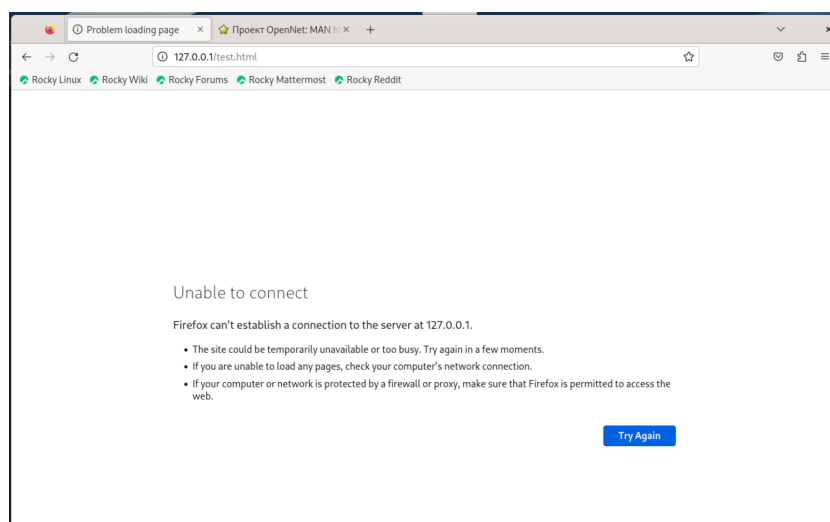 Problem loading page
Проект OpenNet: MAN
127.0.0.1/test.html
Rocky Linux Rocky Wiki Rocky Forums Rocky Mattermost Rocky Reddit
Unable to connect
Firefox can’t establish a connection to the server at 127.0.0.1.
• The site could be temporarily unavailable or too busy. Try again in a few moments.
• If you are unable to load any pages, check your computer’s network connection.
• If your computer or network is protected by a firewall or proxy, make sure that Firefox is permitted to access the
web.
Try Again